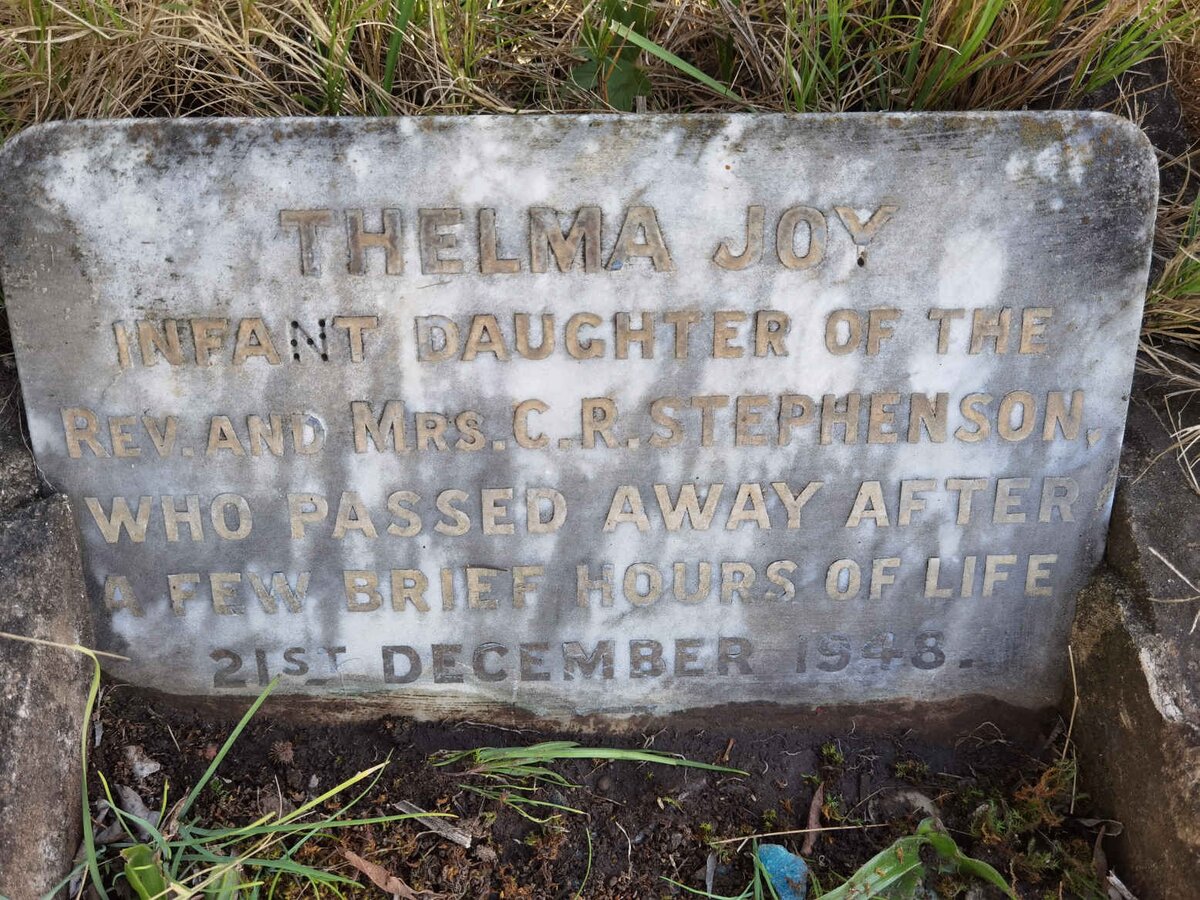 THELMA JOY
INFANT DAUGHTER OF THE
REV. AND MRS. C. R. STEPHENSON,
WHO PASSED AWAY AFTER
A FEW BRIEF HOURS OF LIFE
21ST DECEMBER 1948.